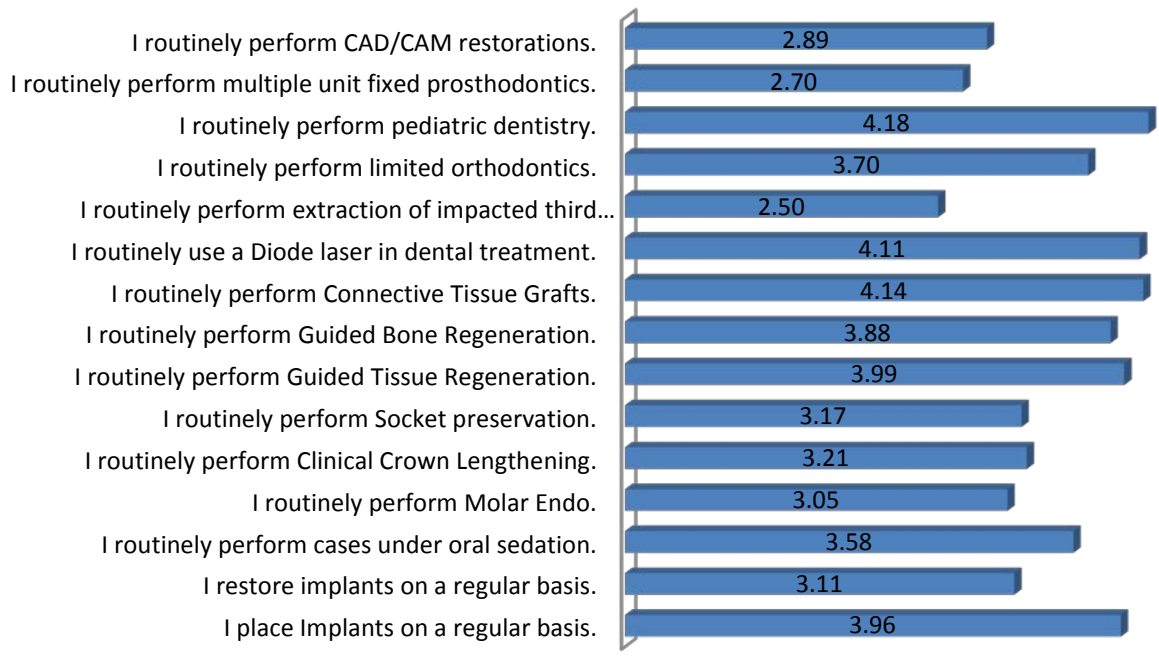 I routinely perform CAD/CAM restorations. 2.89
I routinely perform multiple unit fixed prosthodontics. 2.70
I routinely perform pediatric dentistry. 4.18
I routinely perform limited orthodontics. 3.70
I routinely perform extraction of impacted third… 2.50
I routinely use a Diode laser in dental treatment. 4.11
I routinely perform Connective Tissue Grafts. 4.14
I routinely perform Guided Bone Regeneration. 3.88
I routinely perform Guided Tissue Regeneration. 3.99
I routinely perform Socket preservation. 3.17
I routinely perform Clinical Crown Lengthening. 3.21
I routinely perform Molar Endo. 3.05
I routinely perform cases under oral sedation. 3.58
I restore implants on a regular basis. 3.11
I place Implants on a regular basis. 3.96